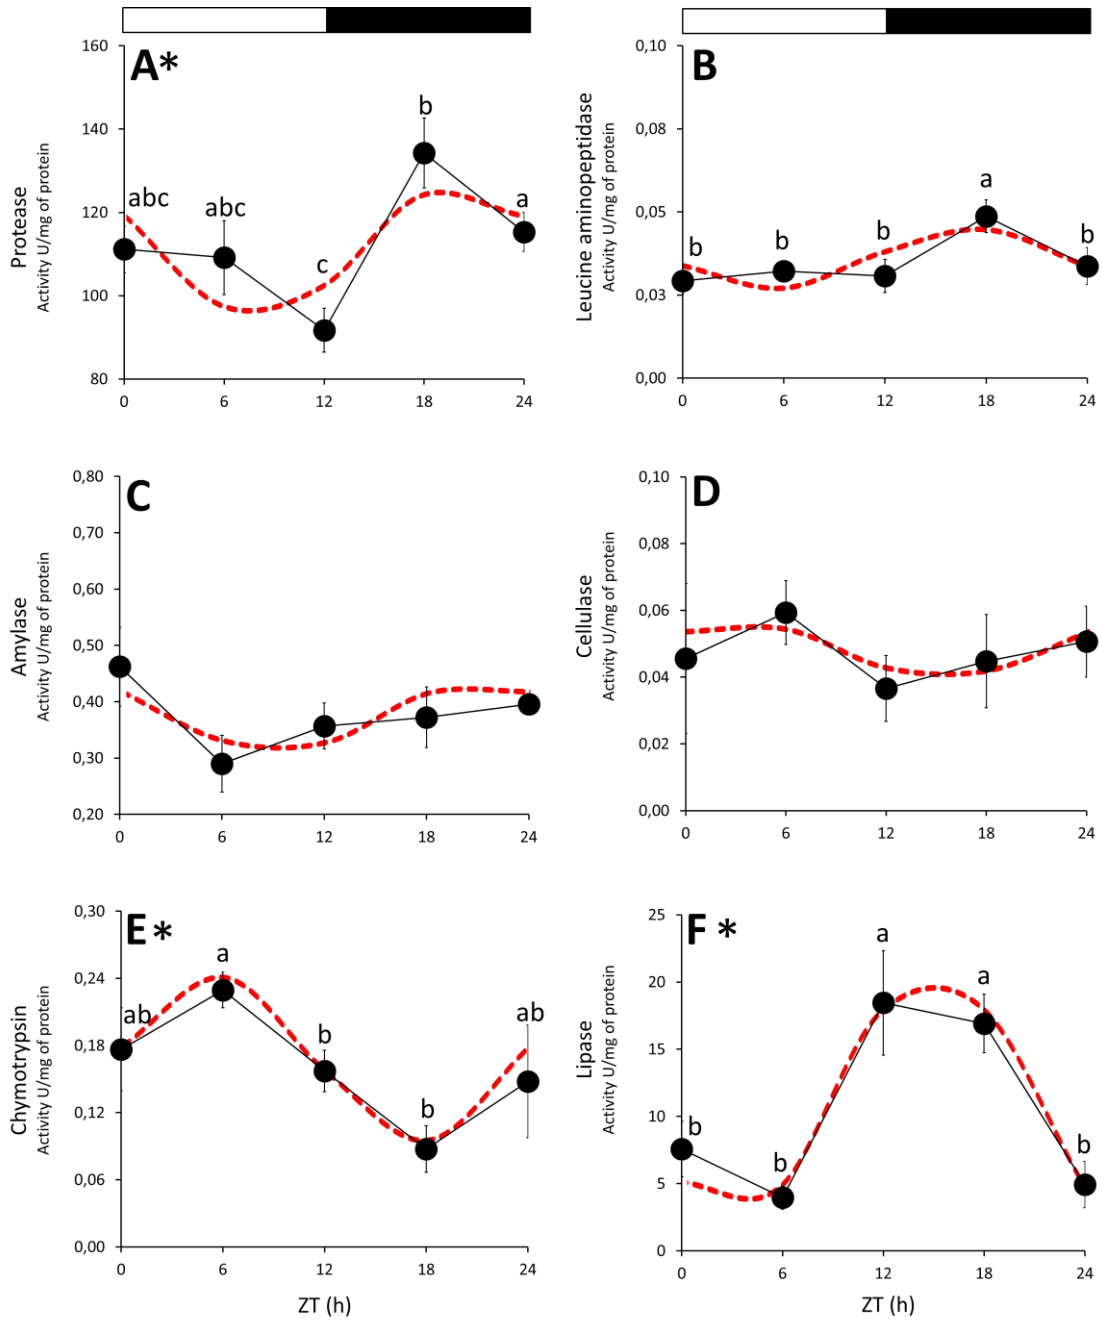 A*
160
140
120
100
80
Protease
Activity U/mg of protein
abc
abc
c
b
a
0
6
12
18
24
B
0,10
0,08
0,05
0,03
0,00
Leucine aminopeptidase
Activity U/mg of protein
b
b
b
a
b
0
6
12
18
24
C
0,80
0,70
0,60
0,50
0,40
0,30
0,20
Amylase
Activity U/mg of protein
0
6
12
18
24
D
0,10
0,08
0,06
0,04
0,02
0,00
Cellulase
Activity U/mg of protein
0
6
12
18
24
E*
0,30
0,24
0,18
0,12
0,06
0,00
Chymotrypsin
Activity U/mg of protein
ab
a
b
b
ab
0
6
12
18
24
ZT (h)
F *
25
20
15
10
5
0
Lipase
Activity U/mg of protein
b
b
a
a
b
0
6
12
18
24
ZT (h)